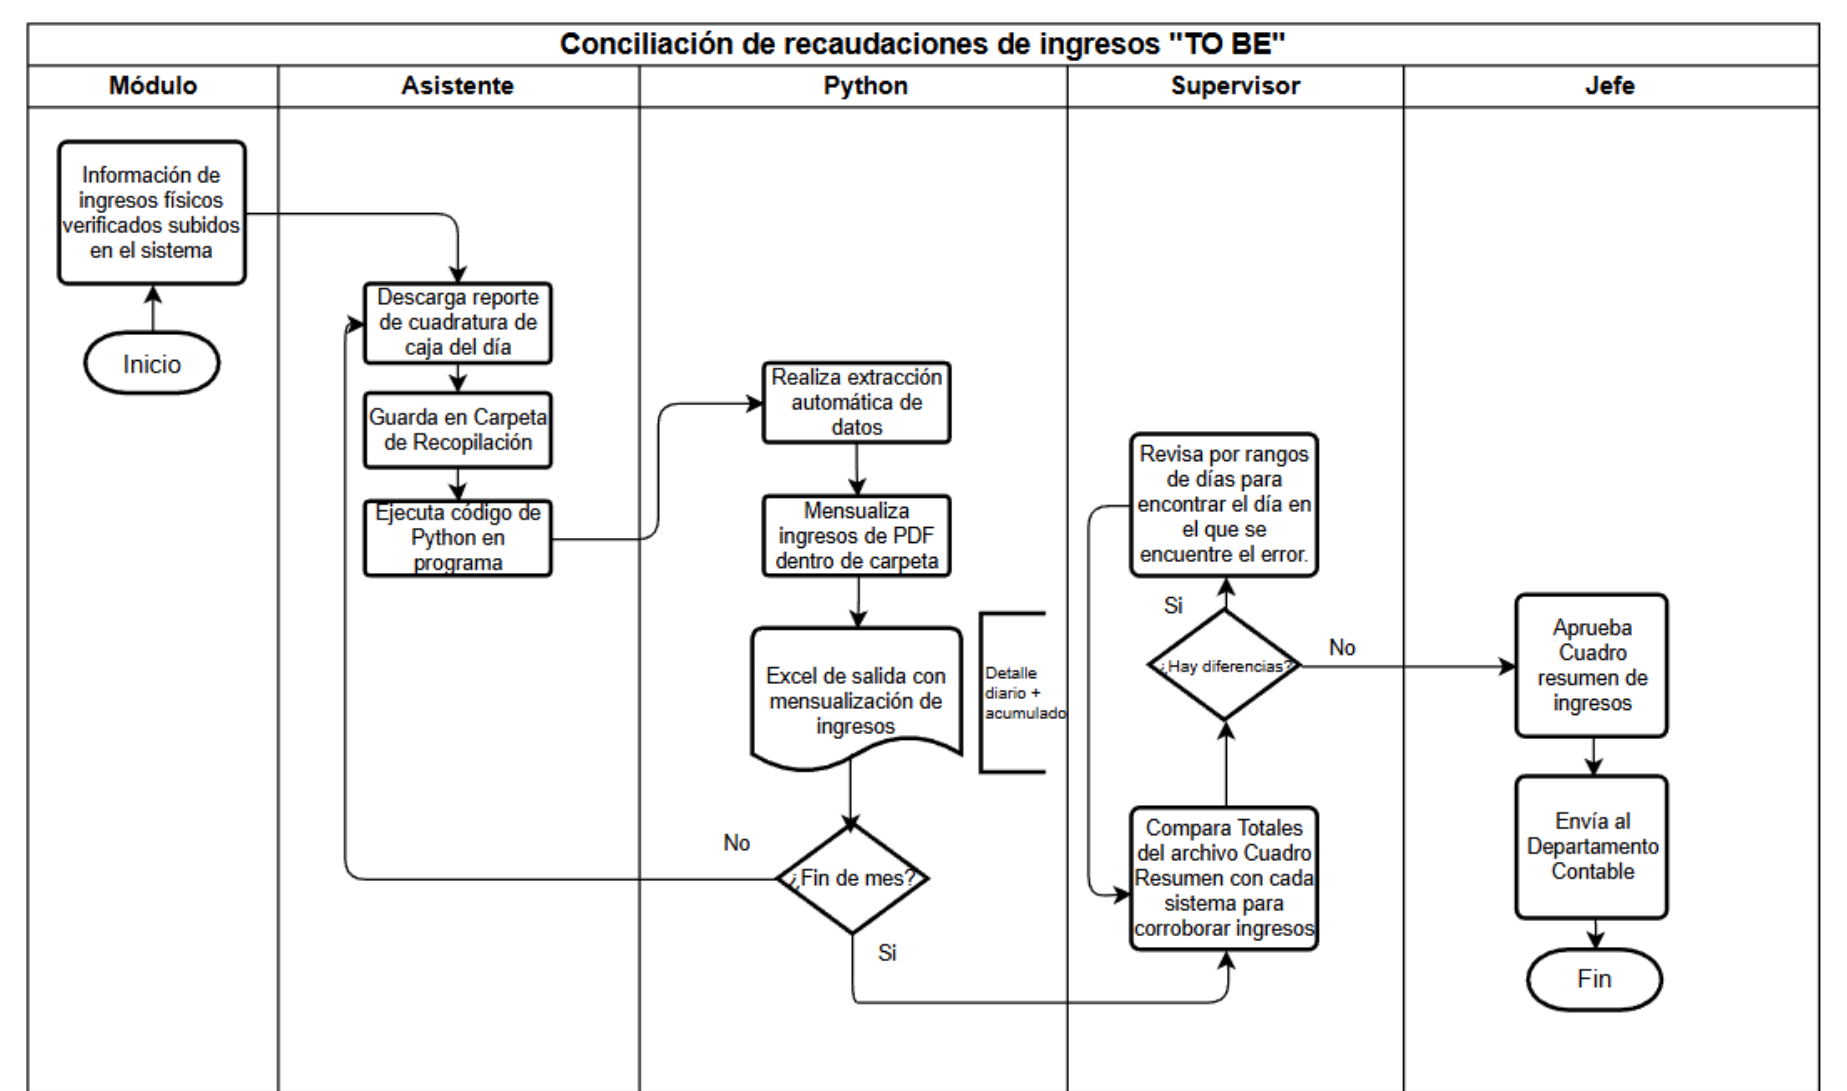 Conciliación de recaudaciones de ingresos "TO BE"
Módulo
Asistente
Python
Supervisor
Jefe
Información de
ingresos físicos
verificados subidos
en el sistema
Inicio
Descarga reporte
de cuadratura de
caja del día
Guarda en Carpeta
de Recopilación
Ejecuta código de
Python en
programa
Realiza extracción
automática de
datos
Mensualiza
ingresos de PDF
dentro de carpeta
Excel de salida con
mensualización de
ingresos
Detalle
diario +
acumulado
No
¿Fin de mes?
Si
Revisa por rangos
de días para
encontrar el día en
el que se
encuentre el error.
Si
¿Hay diferencias?
No
Compara Totales
del archivo Cuadro
Resumen con cada
sistema para
corroborar ingresos
Aprueba
Cuadro
resumen de
ingresos
Envía al
Departamento
Contable
Fin